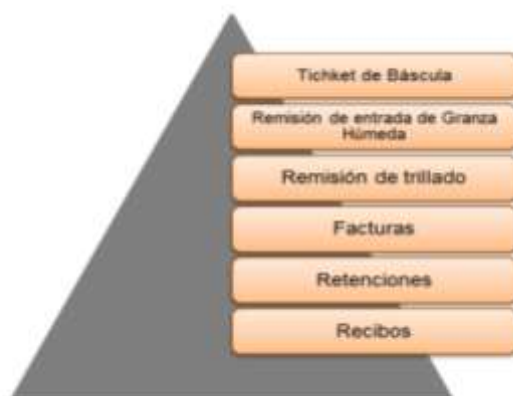 Tichket de Báscula
Remisión de entrada de Granza
Húmeda
Remisión de trillado
Facturas
Retenciones
Recibos